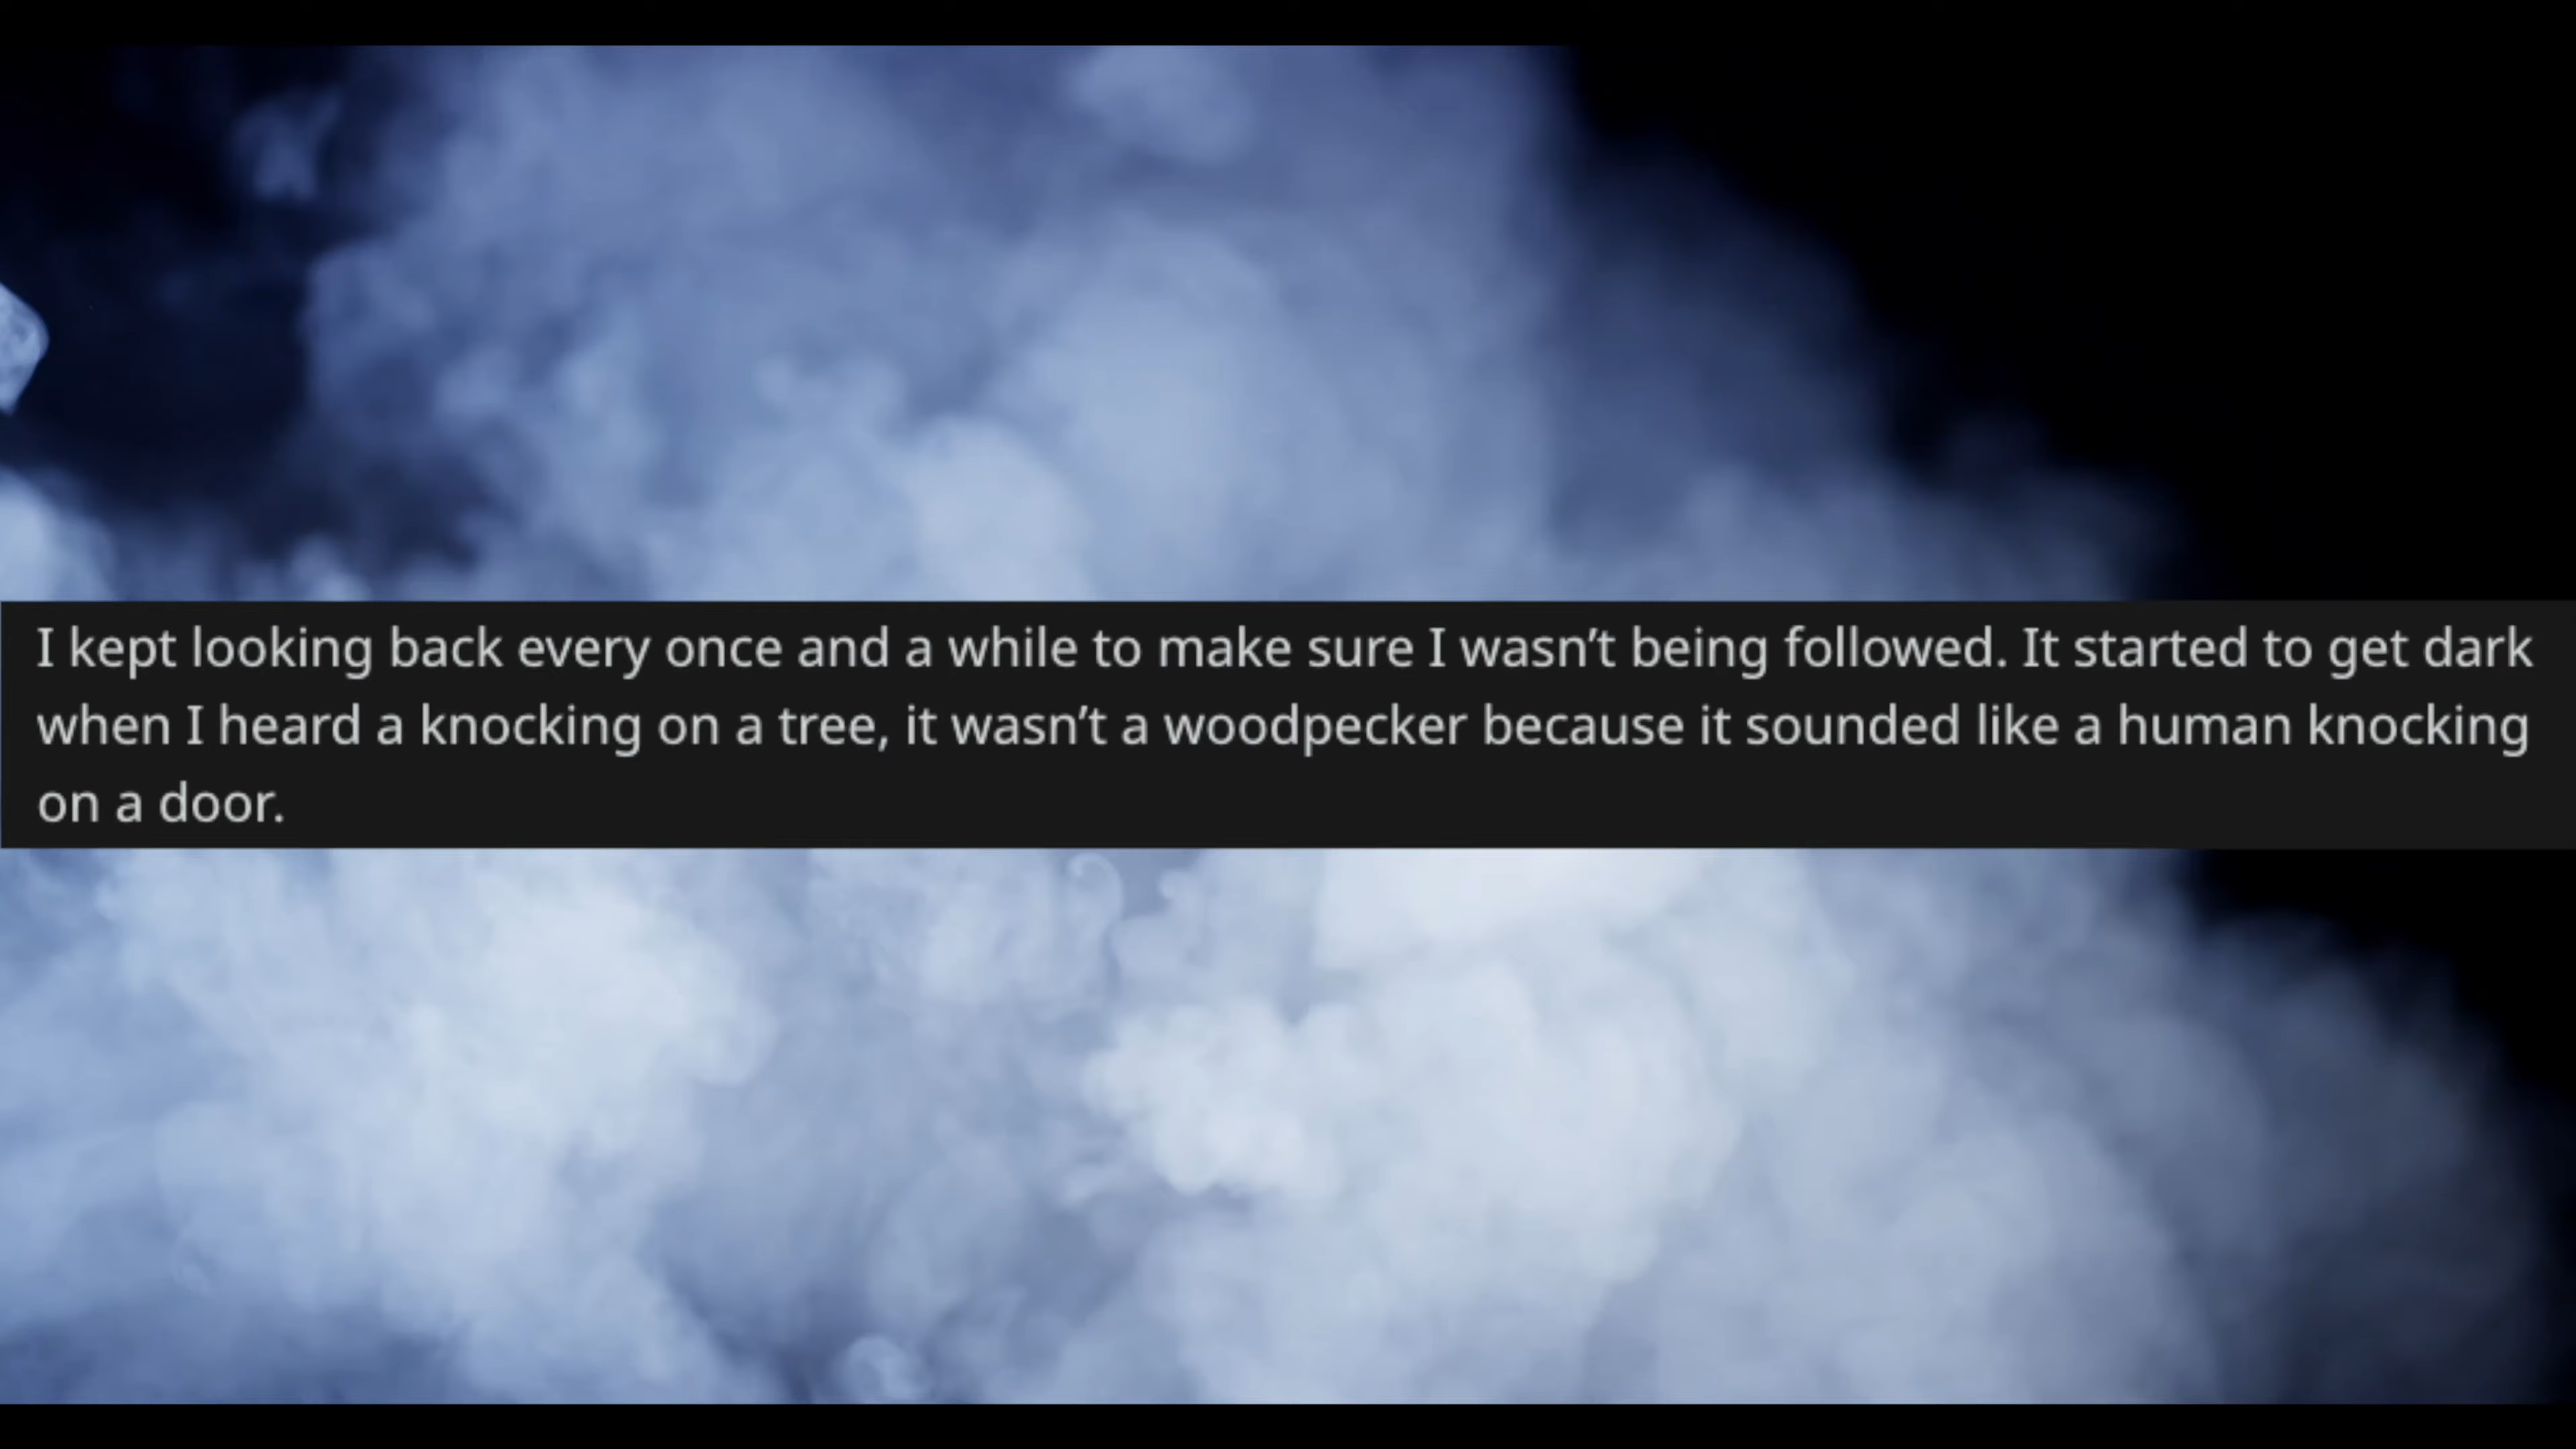 I kept looking back every once and a while to make sure I wasn’t being followed. It started to get dark
when I heard a knocking on a tree, it wasn’t a woodpecker because it sounded like a human knocking
on a door.